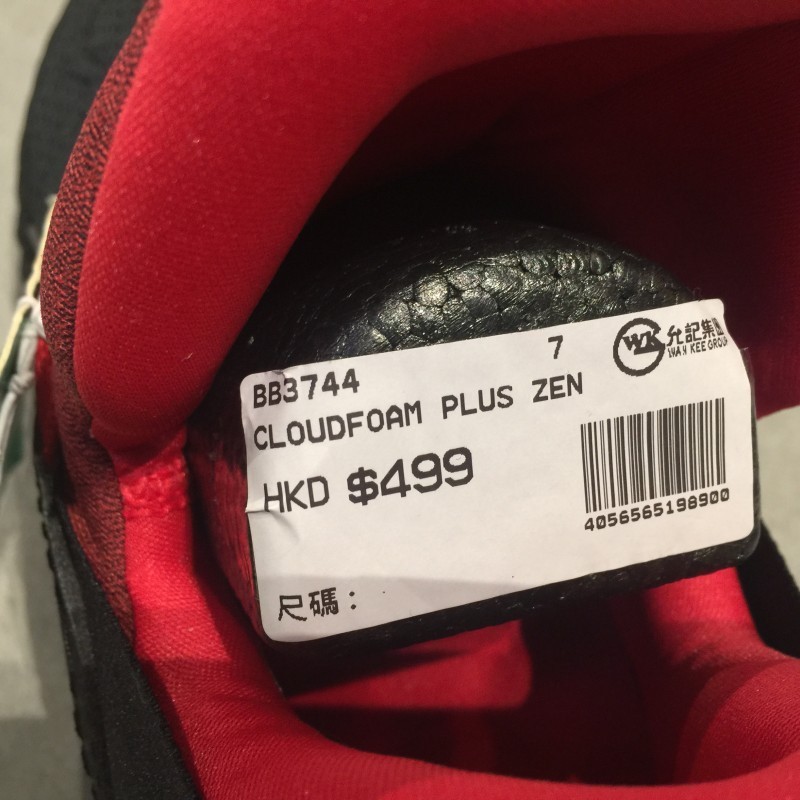 7
BB3744
CLOUDFOAM PLUS ZEN
HKD $499
尺碼：
WK
允記集團
WAH KEE GROUP
4056565198900